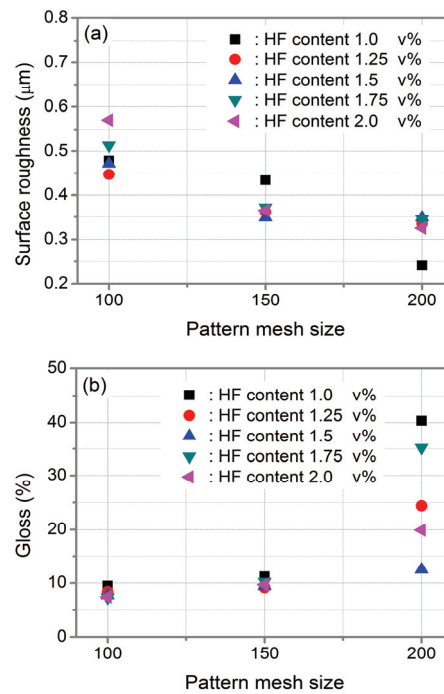 (a)
: HF content 1.0 v%
: HF content 1.25 v%
: HF content 1.5 v%
: HF content 1.75 v%
: HF content 2.0 v%
Surface roughness (μm)
0.8
0.7
0.6
0.5
0.4
0.3
0.2
100 150 200
Pattern mesh size
(b)
: HF content 1.0 v%
: HF content 1.25 v%
: HF content 1.5 v%
: HF content 1.75 v%
: HF content 2.0 v%
Gloss (%)
50
40
30
20
10
0
100 150 200
Pattern mesh size